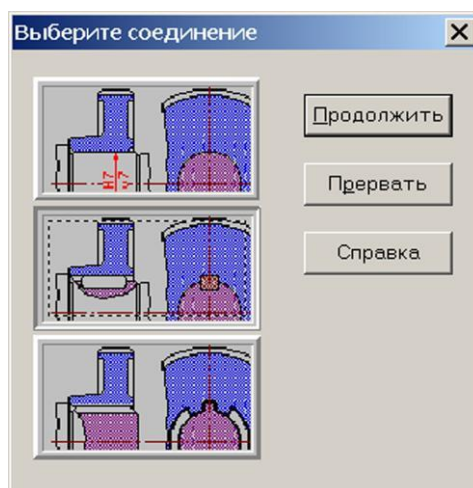 Выберите соединение
Продолжить
Прервать
Справка